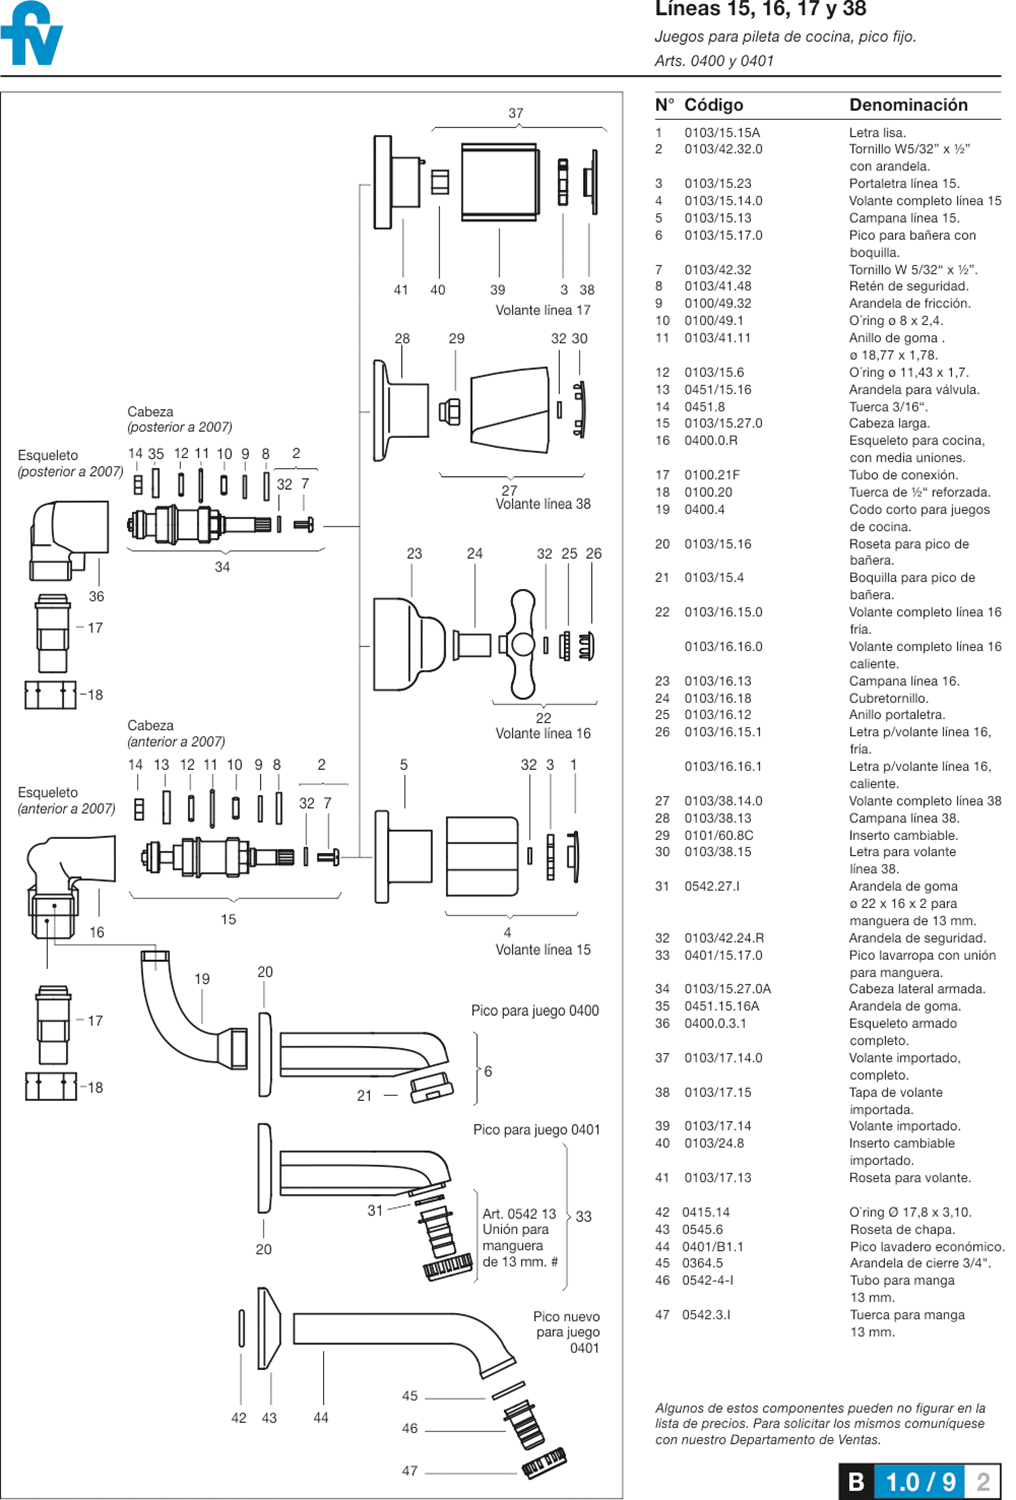 fv
Líneas 15, 16, 17 y 38
Juegos para pileta de cocina, pico fijo.
Arts. 0400 y 0401
37
41 40 39 3 38
Volante línea 17
28 29 32 30
27
Volante línea 38
Cabeza
(posterior a 2007)
Esqueleto
(posterior a 2007)
14 35 12 11 10 9 8 2
32 7
34
36
17
18
23 24 32 25 26
22
Volante línea 16
Cabeza
(anterior a 2007)
14 13 12 11 10 9 8 2
Esqueleto
(anterior a 2007)
32 7
5 32 3 1
15
16
4
Volante línea 15
19
20
17
18
Pico para juego 0400
6
21
Pico para juego 0401
31
20
Art. 0542 13
Unión para
manguera
de 13 mm. #
33
Pico nuevo
para juego
0401
42 43 44
45
46
47
N° Código Denominación
1 0103/15.15A Letra lisa.
2 0103/42.32.0 Tornillo W5/32” x ½”
con arandela.
3 0103/15.23 Portaletra línea 15.
4 0103/15.14.0 Volante completo línea 15
5 0103/15.13 Campana línea 15.
6 0103/15.17.0 Pico para bañera con
boquilla.
7 0103/42.32 Tornillo W 5/32“ x ½”.
8 0103/41.48 Retén de seguridad.
9 0100/49.32 Arandela de fricción.
10 0100/49.1 O´ring ø 8 x 2,4.
11 0103/41.11 Anillo de goma .
ø 18,77 x 1,78.
12 0103/15.6 O´ring ø 11,43 x 1,7.
13 0451/15.16 Arandela para válvula.
14 0451.8 Tuerca 3/16“.
15 0103/15.27.0 Cabeza larga.
16 0400.0.R Esqueleto para cocina,
con media uniones.
17 0100.21F Tubo de conexión.
18 0100.20 Tuerca de ½“ reforzada.
19 0400.4 Codo corto para juegos
de cocina.
20 0103/15.16 Roseta para pico de
bañera.
21 0103/15.4 Boquilla para pico de
bañera.
22 0103/16.15.0 Volante completo línea 16
fría.
0103/16.16.0 Volante completo línea 16
caliente.
23 0103/16.13 Campana línea 16.
24 0103/16.18 Cubretornillo.
25 0103/16.12 Anillo portaletra.
26 0103/16.15.1 Letra p/volante línea 16,
fría.
0103/16.16.1 Letra p/volante línea 16,
caliente.
27 0103/38.14.0 Volante completo línea 38
28 0103/38.13 Campana línea 38.
29 0101/60.8C Inserto cambiable.
30 0103/38.15 Letra para volante
línea 38.
31 0542.27.I Arandela de goma
ø 22 x 16 x 2 para
manguera de 13 mm.
32 0103/42.24.R Arandela de seguridad.
33 0401/15.17.0 Pico lavarropa con unión
para manguera.
34 0103/15.27.0A Cabeza lateral armada.
35 0451.15.16A Arandela de goma.
36 0400.0.3.1 Esqueleto armado
completo.
37 0103/17.14.0 Volante importado,
completo.
38 0103/17.15 Tapa de volante
importada.
39 0103/17.14 Volante importado.
40 0103/24.8 Inserto cambiable
importado.
41 0103/17.13 Roseta para volante.
42 0415.14 O`ring Ø 17,8 x 3,10.
43 0545.6 Roseta de chapa.
44 0401/B1.1 Pico lavadero económico.
45 0364.5 Arandela de cierre 3/4".
46 0542-4-I Tubo para manga
13 mm.
47 0542.3.I Tuerca para manga
13 mm.
Algunos de estos componentes pueden no figurar en la
lista de precios. Para solicitar los mismos comuníquese
con nuestro Departamento de Ventas.
B 1.0 / 9 2